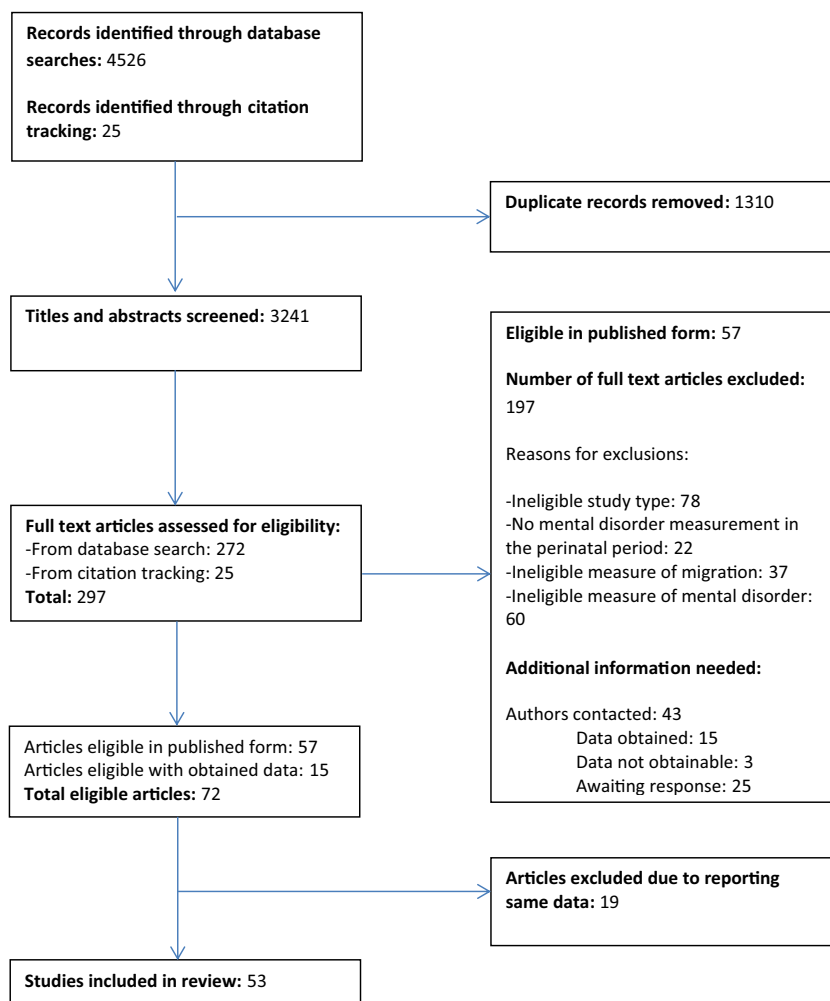 Records identified through database
searches: 4526
Records identified through citation
tracking: 25
Duplicate records removed: 1310
Titles and abstracts screened: 3241
Eligible in published form: 57
Number of full text articles excluded:
197
Reasons for exclusions:
-Ineligible study type: 78
-No mental disorder measurement in
the perinatal period: 22
-Ineligible measure of migration: 37
-Ineligible measure of mental disorder:
60
Additional information needed:
Authors contacted: 43
Data obtained: 15
Data not obtainable: 3
Awaiting response: 25
Full text articles assessed for eligibility:
-From database search: 272
-From citation tracking: 25
Total: 297
Articles eligible in published form: 57
Articles eligible with obtained data: 15
Total eligible articles: 72
Articles excluded due to reporting
same data: 19
Studies included in review: 53